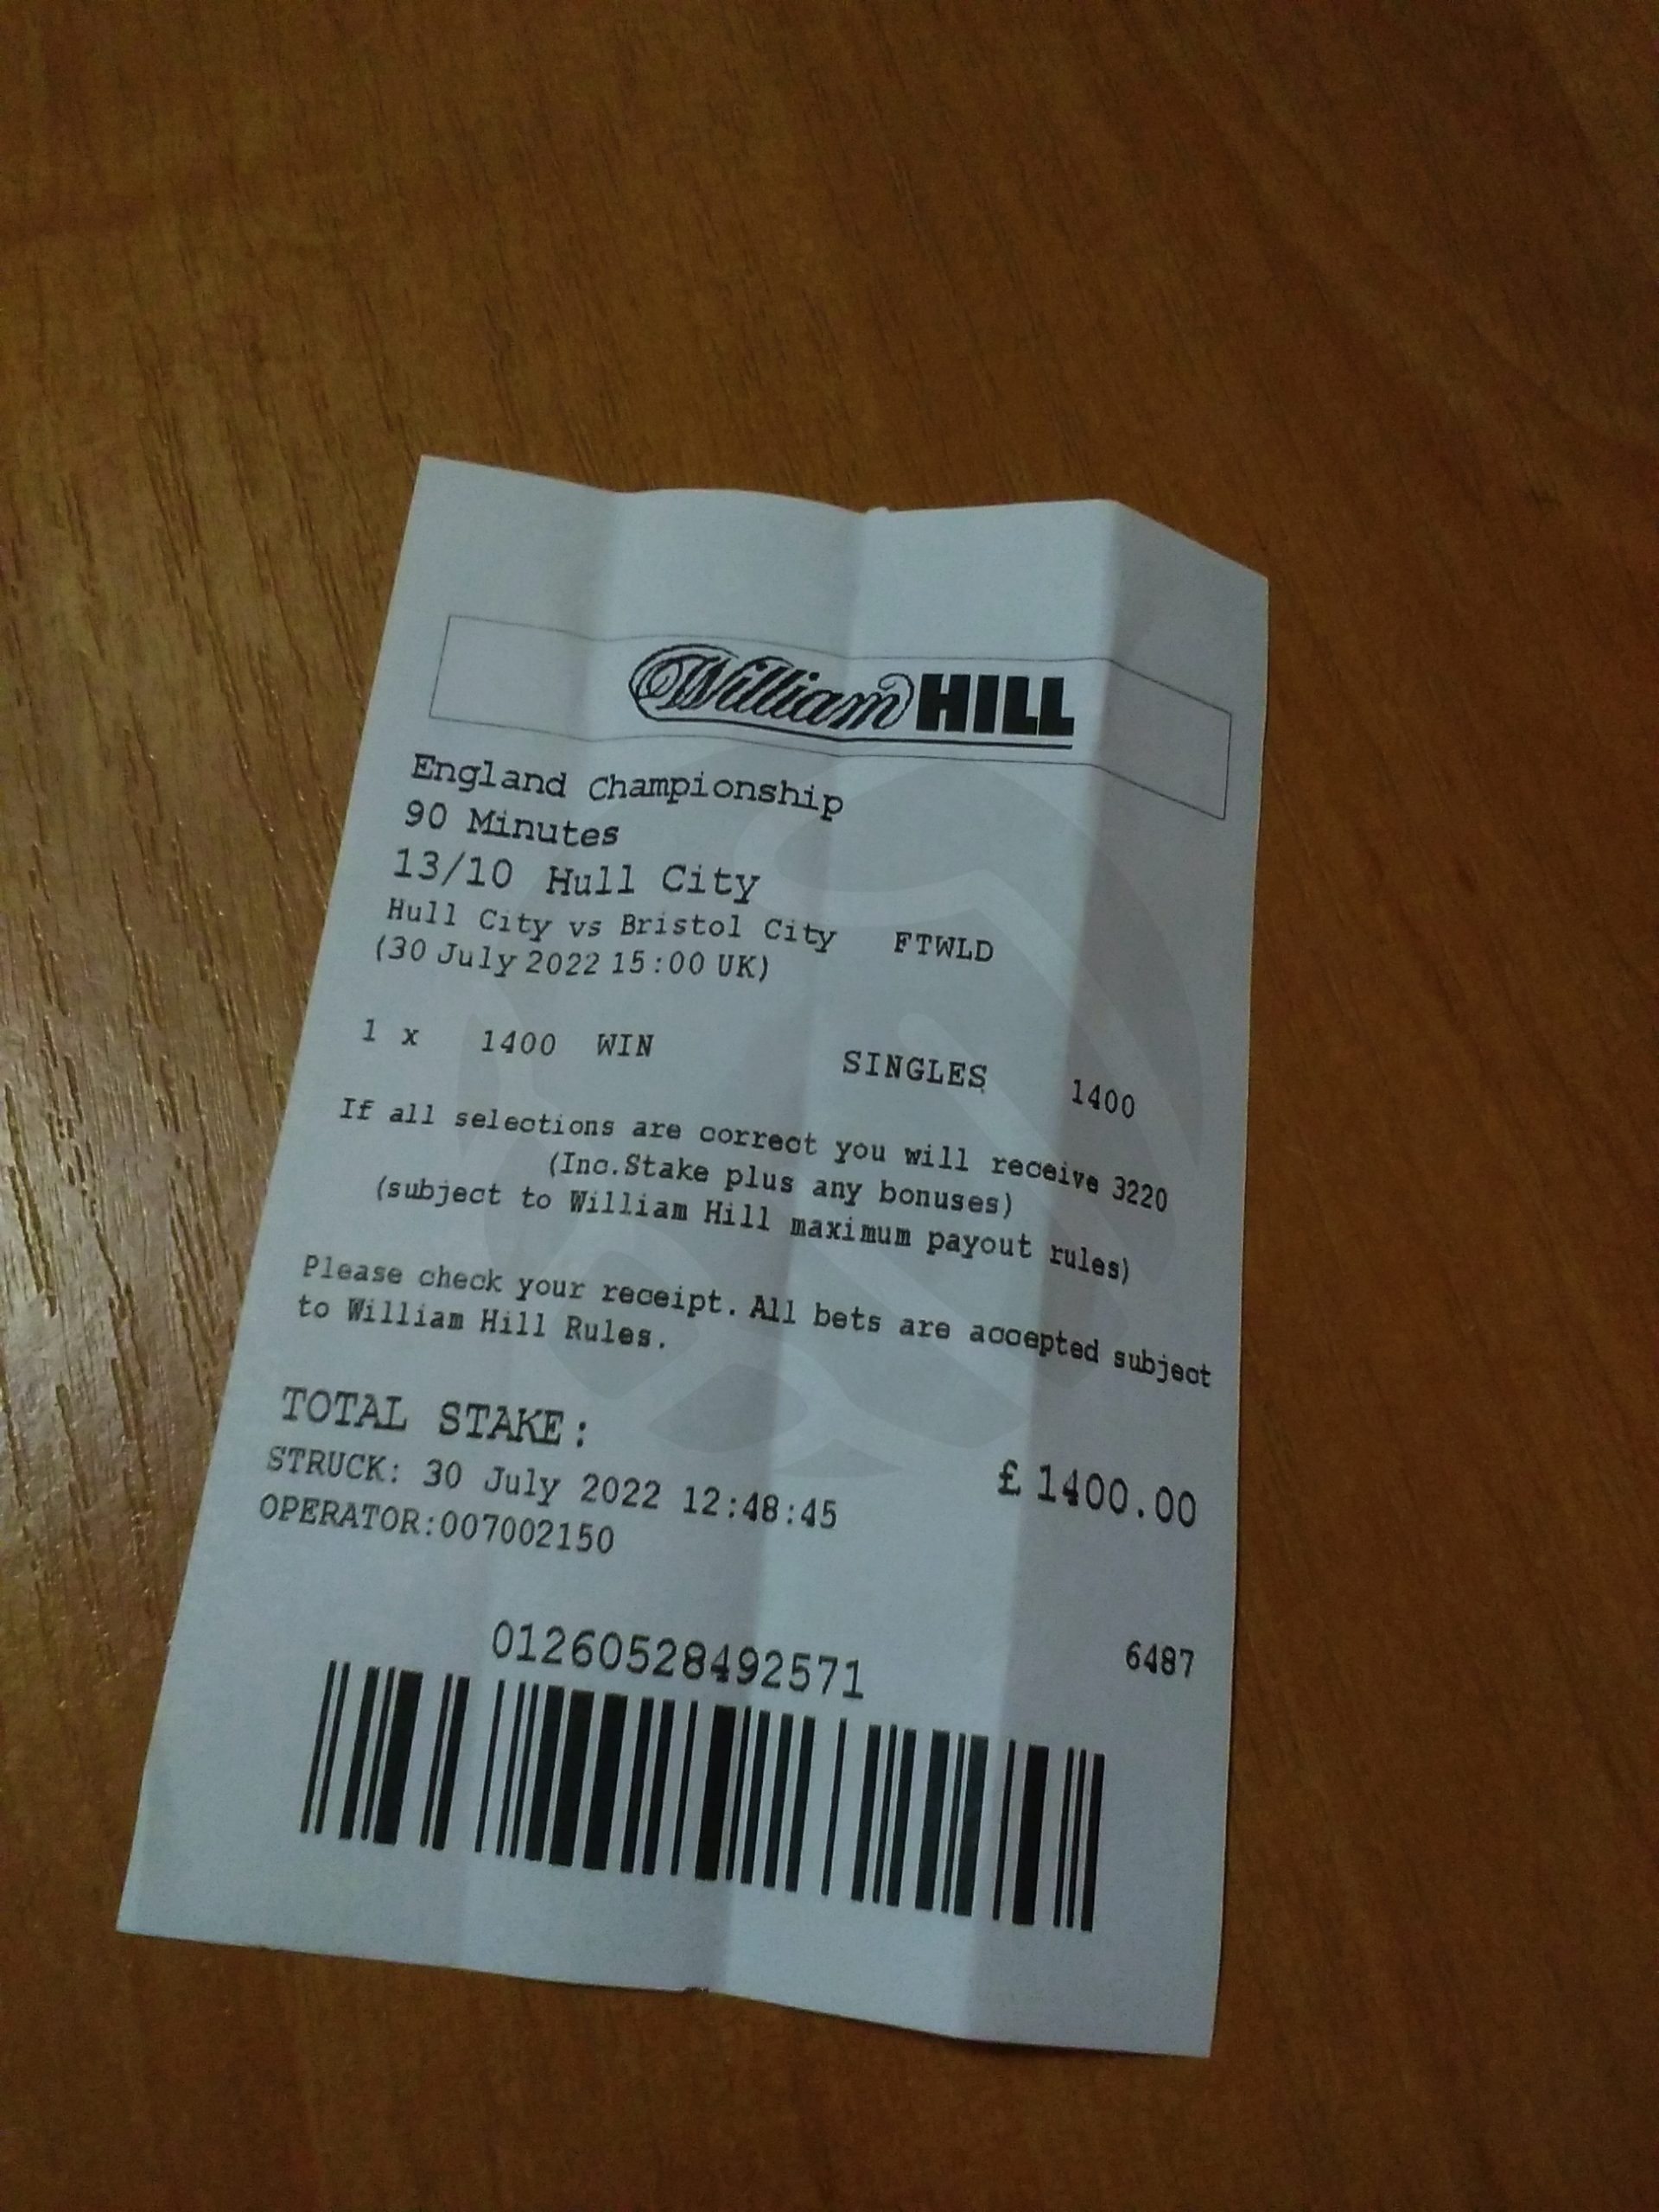 William HILL
England Championship
90 Minutes
13/10 Hull City
Hull City vs Bristol City FTWLD
(30 July 2022 15:00 UK)
1 x 1400 WIN SINGLES 1400
If all selections are correct you will receive 3220
(Inc.Stake plus any bonuses)
(subject to William Hill maximum payout rules)
Please check your receipt. All bets are accepted subject
to William Hill Rules.
TOTAL STAKE: £ 1400.00
STRUCK: 30 July 2022 12:48:45
OPERATOR:007002150
01260528492571 6487